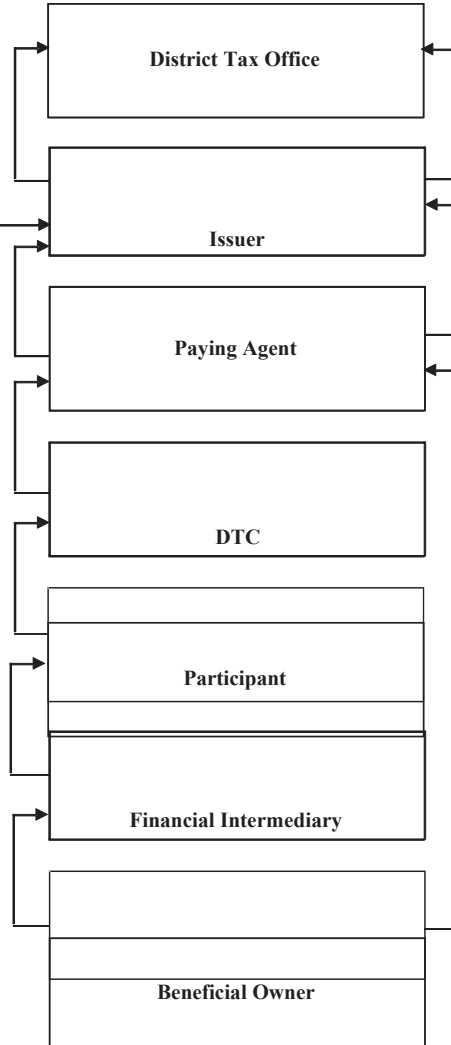 District Tax Office
Issuer
Paying Agent
DTC
Participant
Financial Intermediary
Beneficial Owner